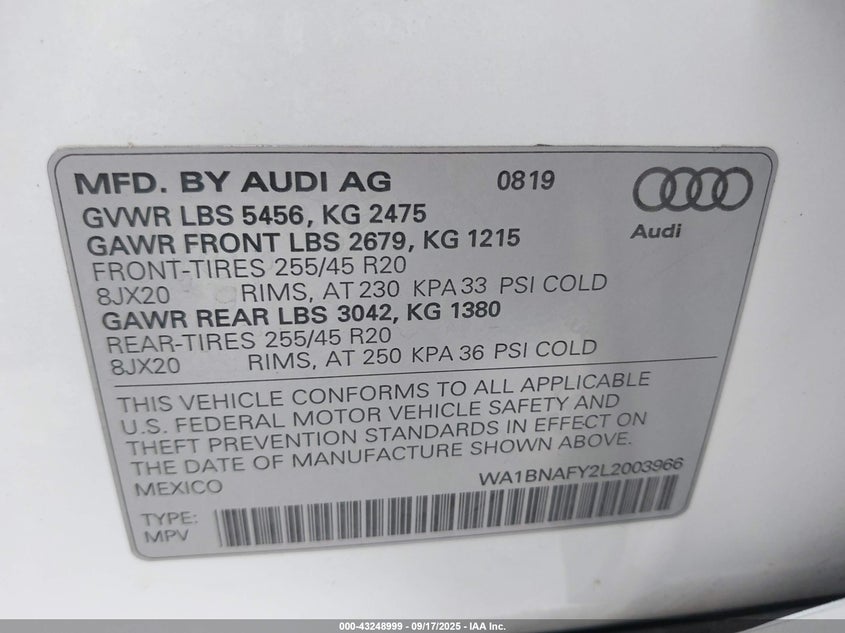 MFD. BY AUDI AG 0819
Audi
GVWR LBS 5456, KG 2475
GAWR FRONT LBS 2679, KG 1215
FRONT-TIRES 255/45 R20
8JX20 RIMS, AT 230 KPA 33 PSI COLD
GAWR REAR LBS 3042, KG 1380
REAR-TIRES 255/45 R20
8JX20 RIMS, AT 250 KPA 36 PSI COLD
THIS VEHICLE CONFORMS TO ALL APPLICABLE
U.S. FEDERAL MOTOR VEHICLE SAFETY AND
THEFT PREVENTION STANDARDS IN EFFECT ON
THE DATE OF MANUFACTURE SHOWN ABOVE.
MEXICO WA1BNAFY2L2003966
TYPE:
MPV
000-43248999 - 09/17/2025 - IAA Inc.